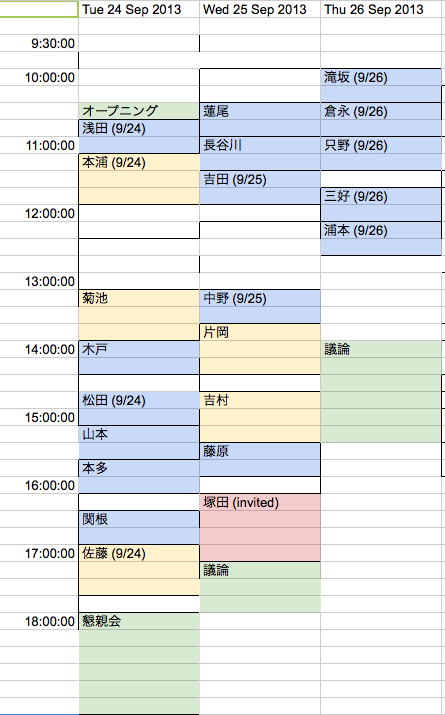 Tue 24 Sep 2013 Wed 25 Sep 2013 Thu 26 Sep 2013
9:30:00
10:00:00 滝坂 (9/26)
オープニング 蓮尾 倉永 (9/26)
浅田 (9/24)
11:00:00 長谷川 只野 (9/26)
本浦 (9/24)
吉田 (9/25)
三好 (9/26)
12:00:00
浦本 (9/26)
13:00:00
菊池 中野 (9/25)
片岡
14:00:00 木戸 議論
松田 (9/24) 吉村
15:00:00
山本
藤原
本多
16:00:00
塚田 (invited)
関根
17:00:00 佐藤 (9/24)
議論
18:00:00 懇親会